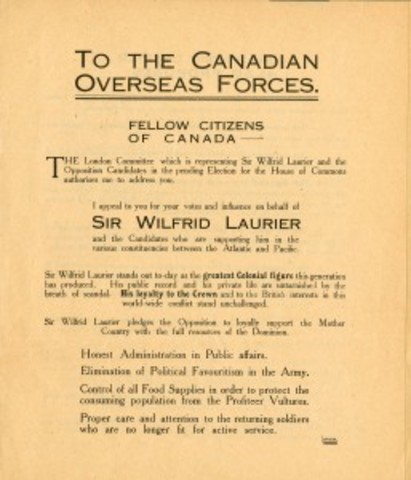 TO THE CANADIAN
OVERSEAS FORCES.
FELLOW CITIZENS
OF CANADA —
THE London Committee which is representing Sir Wilfrid Laurier and the
Opposition Candidates in the pending Election for the House of Commons
authorises me to address you.
I appeal to you for your votes and influence on behalf of
SIR WILFRID LAURIER
and the Candidates who are supporting him in the
various constituencies between the Atlantic and Pacific.
Sir Wilfrid Laurier stands out to-day as the greatest Colonial figure this generation
has produced. His public record and his private life are untarnished by the
breath of scandal. His loyalty to the Crown and to the British interests in this
world-wide conflict stand unchallenged.
Sir Wilfrid Laurier pledges the Opposition to loyally support the Mother
Country with the full resources of the Dominion.
Honest Administration in Public affairs.
Elimination of Political Favouritism in the Army.
Control of all Food Supplies in order to protect the
consuming population from the Profiteer Vultures.
Proper care and attention to the returning soldiers
who are no longer fit for active service.